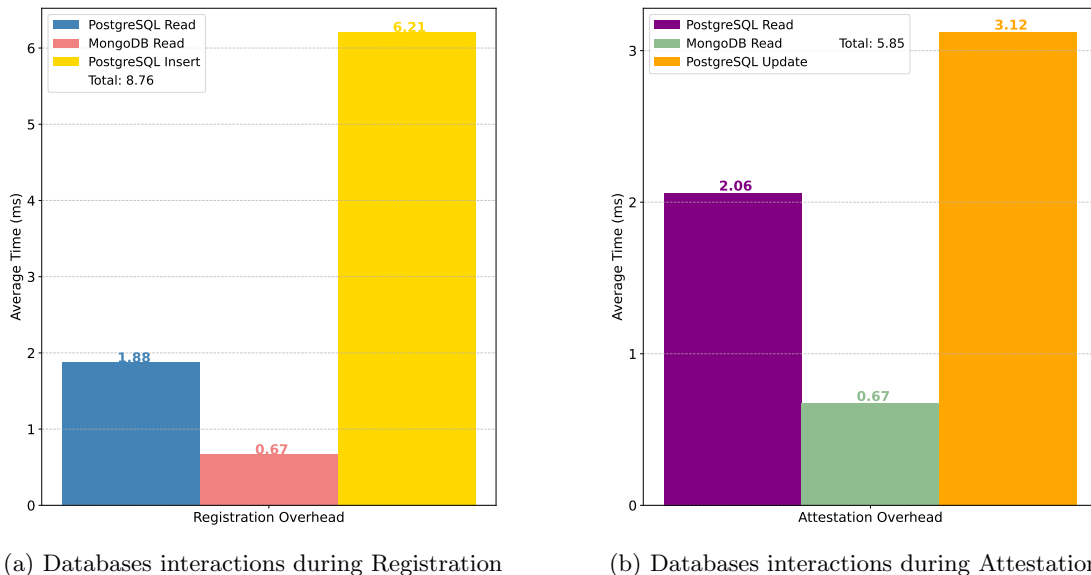 PostgreSQL Read
MongoDB Read
PostgreSQL Insert
Total: 8.76
6.21
1.88
0.67
6
5
4
3
2
1
0
Average Time (ms)
Registration Overhead
(a) Databases interactions during Registration
PostgreSQL Read
MongoDB Read
PostgreSQL Update
Total: 5.85
3.12
2.06
0.67
3
2
1
0
Average Time (ms)
Attestation Overhead
(b) Databases interactions during Attestatio